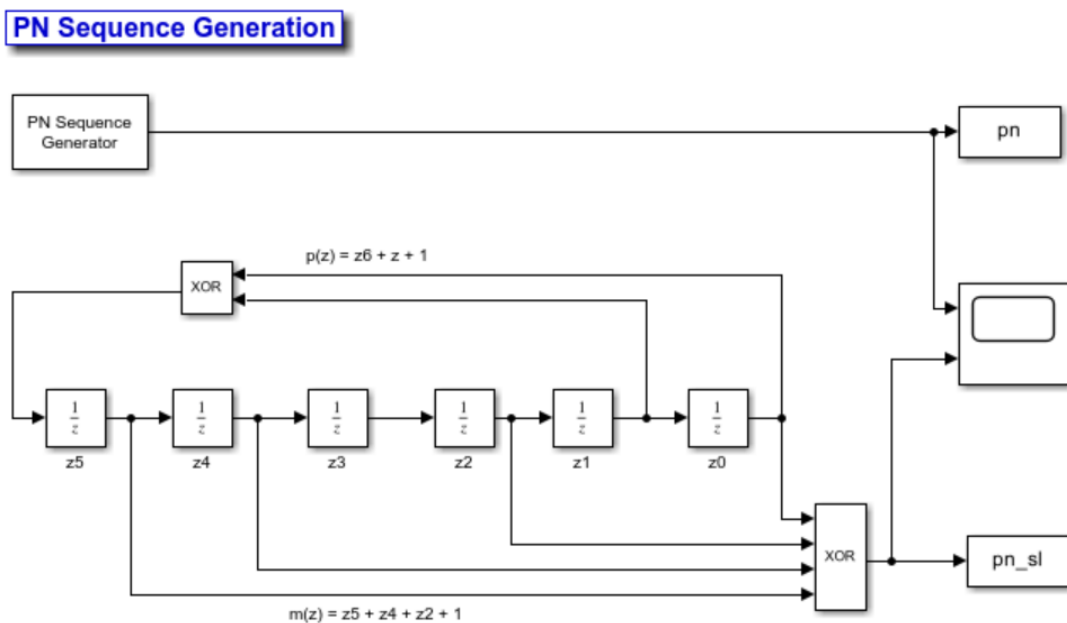 PN Sequence Generation
PN Sequence
Generator
pn
p(z) = z6 + z + 1
XOR
1
z
1
z
1
z
1
z
1
z
1
z
z5
z4
z3
z2
z1
z0
XOR
pn_sl
m(z) = z5 + z4 + z2 + 1